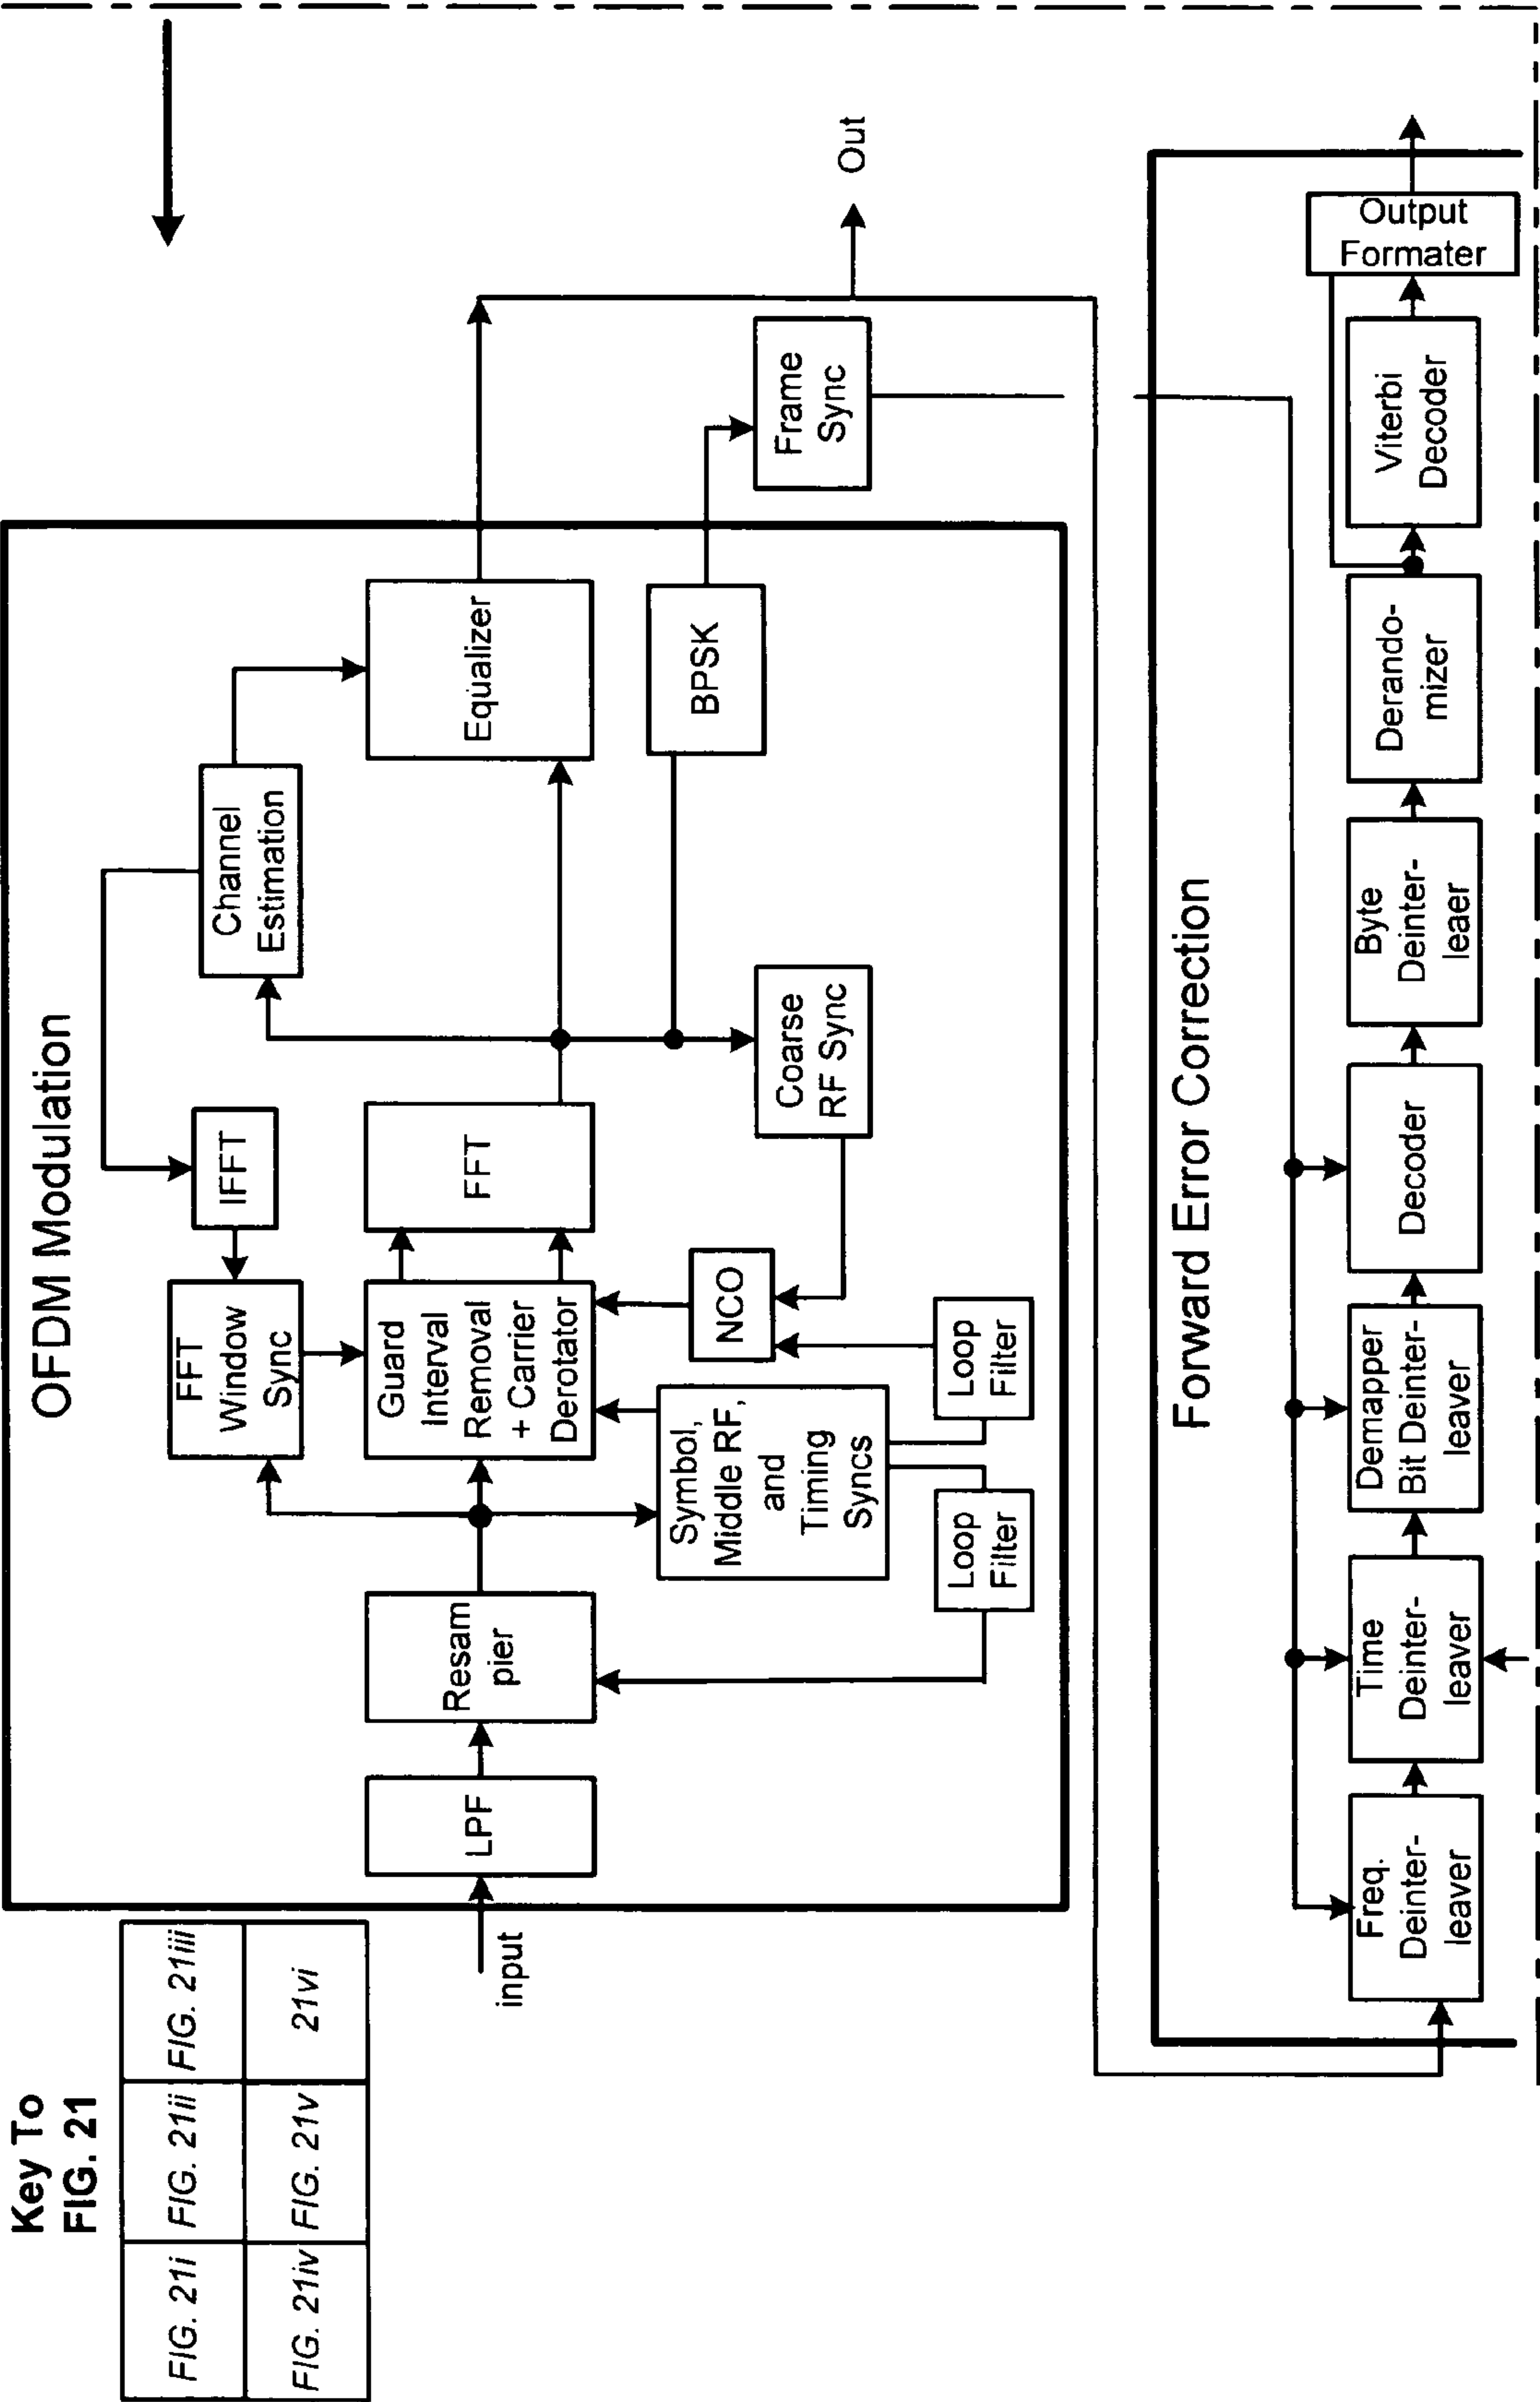 Key To
FIG. 21
FIG. 21i FIG. 21ii FIG. 21iii
FIG. 21iv FIG. 21v 21vi
OFDM Modulation
input
LPF
Resam
pier
FFT
Window
Sync
IFFT
Channel
Estimation
Guard
Interval
Removal
+ Carrier
Derotator
FFT
Equalizer
Symbol,
Middle RF,
and
Timing
Syncs
NCO
Coarse
RF Sync
BPSK
Frame
Sync
Out
Loop
Filter
Loop
Filter
Forward Error Correction
Freq.
Deinter-
leaver
Time
Deinter-
leaver
Demapper
Bit Deinter-
leaver
Decoder
Byte
Deinter-
leaer
Derando-
mizer
Viterbi
Decoder
Output
Formater